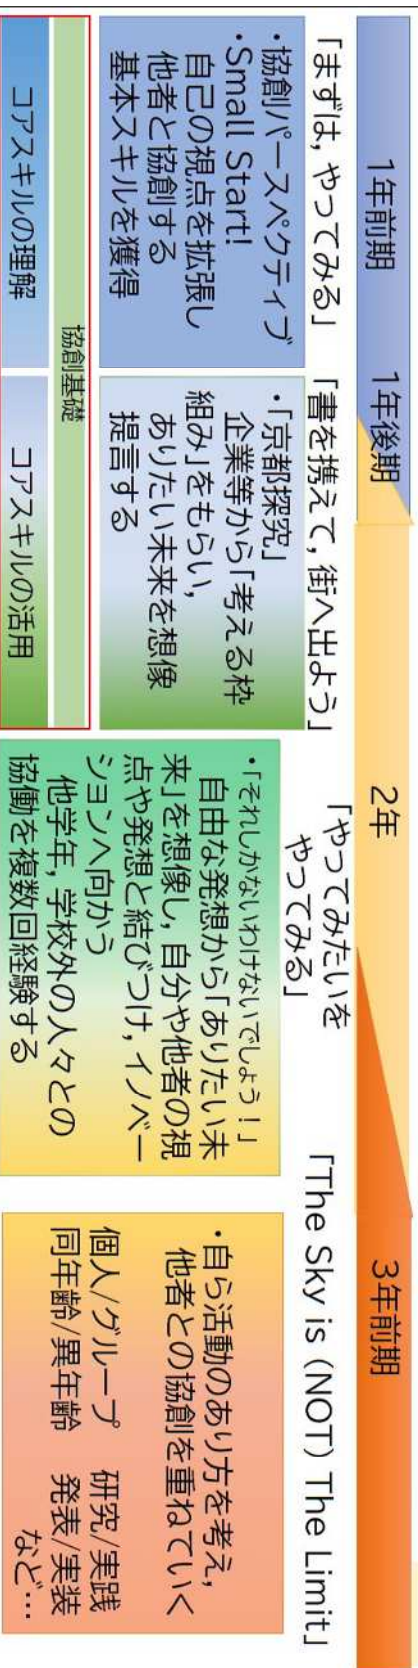 1年前期
1年後期
2年
3年前期
「まずは，やってみる」
「書を携えて，街へ出よう」
「やってみたいを
やってみる」
「The Sky is (NOT) The Limit」
・協創パースペクティブ
・Small Start!
自己の視点を拡張し
他者と協創する
基本スキルを獲得
・「京都探究」
企業等から「考える枠
組み」をもらい，
ありたい未来を想像
提言する
・「それしかないわけないでしょう！」
自由な発想から「ありたい未
来」を想像し，自分や他者の視
点や発想と結びつけ，イノベー
ションへ向かう
他学年，学校外の人々との
協働を複数回経験する
・自ら活動のあり方を考え，
他者との協創を重ねていく
個人/グループ　研究/実践
同年齢/異年齢　発表/実装
など…
協創基礎
コアスキルの理解
コアスキルの活用